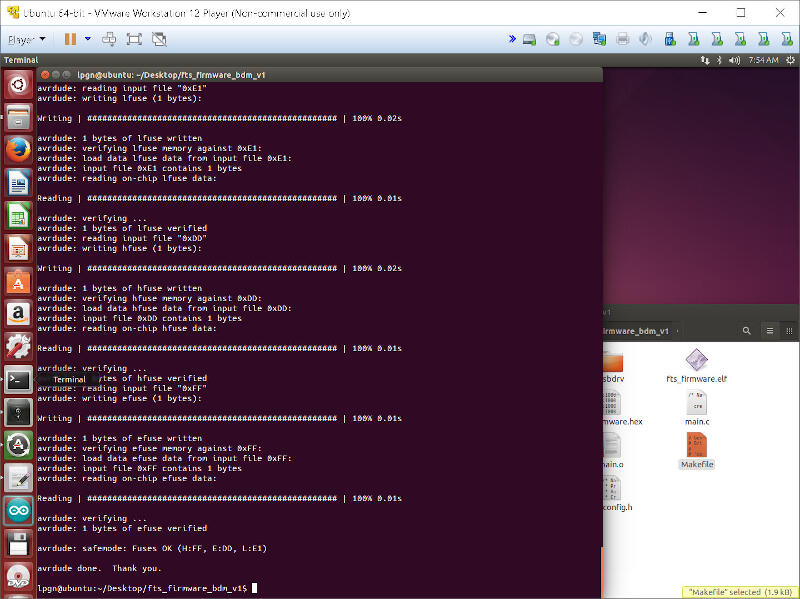 Ubuntu 64-bit - VMware Workstation 12 Player (Non-commercial use only)
Player
Terminal
7:54 AM
lpgn@ubuntu: ~/Desktop/fts_firmware_bdm_v1
avrdude: reading input file "0xE1"
avrdude: writing lfuse (1 bytes):
Writing | ################################################## | 100% 0.02s
avrdude: 1 bytes of lfuse written
avrdude: verifying lfuse memory against 0xE1:
avrdude: load data lfuse data from input file 0xE1:
avrdude: input file 0xE1 contains 1 bytes
avrdude: reading on-chip lfuse data:
Reading | ################################################## | 100% 0.01s
avrdude: verifying ...
avrdude: 1 bytes of lfuse verified
avrdude: reading input file "0xDD"
avrdude: writing hfuse (1 bytes):
Writing | ################################################## | 100% 0.02s
avrdude: 1 bytes of hfuse written
avrdude: verifying hfuse memory against 0xDD:
avrdude: load data hfuse data from input file 0xDD:
avrdude: input file 0xDD contains 1 bytes
avrdude: reading on-chip hfuse data:
Reading | ################################################## | 100% 0.01s
avrdude: verifying ...
Terminal
tes of hfuse verified
avrdude: reading input file "0xFF"
avrdude: writing efuse (1 bytes):
Writing | ################################################## | 100% 0.01s
avrdude: 1 bytes of efuse written
avrdude: verifying efuse memory against 0xFF:
avrdude: load data efuse data from input file 0xFF:
avrdude: input file 0xFF contains 1 bytes
avrdude: reading on-chip efuse data:
Reading | ################################################## | 100% 0.01s
avrdude: verifying ...
avrdude: 1 bytes of efuse verified
avrdude: safemode: Fuses OK (H:FF, E:DD, L:E1)
avrdude done.  Thank you.
lpgn@ubuntu:~/Desktop/fts_firmware_bdm_v1$
v1
irmware_bdm_v1
sbdrv
fts_firmware.elf
mware.hex
main.c
ain.o
Makefile
config.h
"Makefile" selected (1.9 kB)